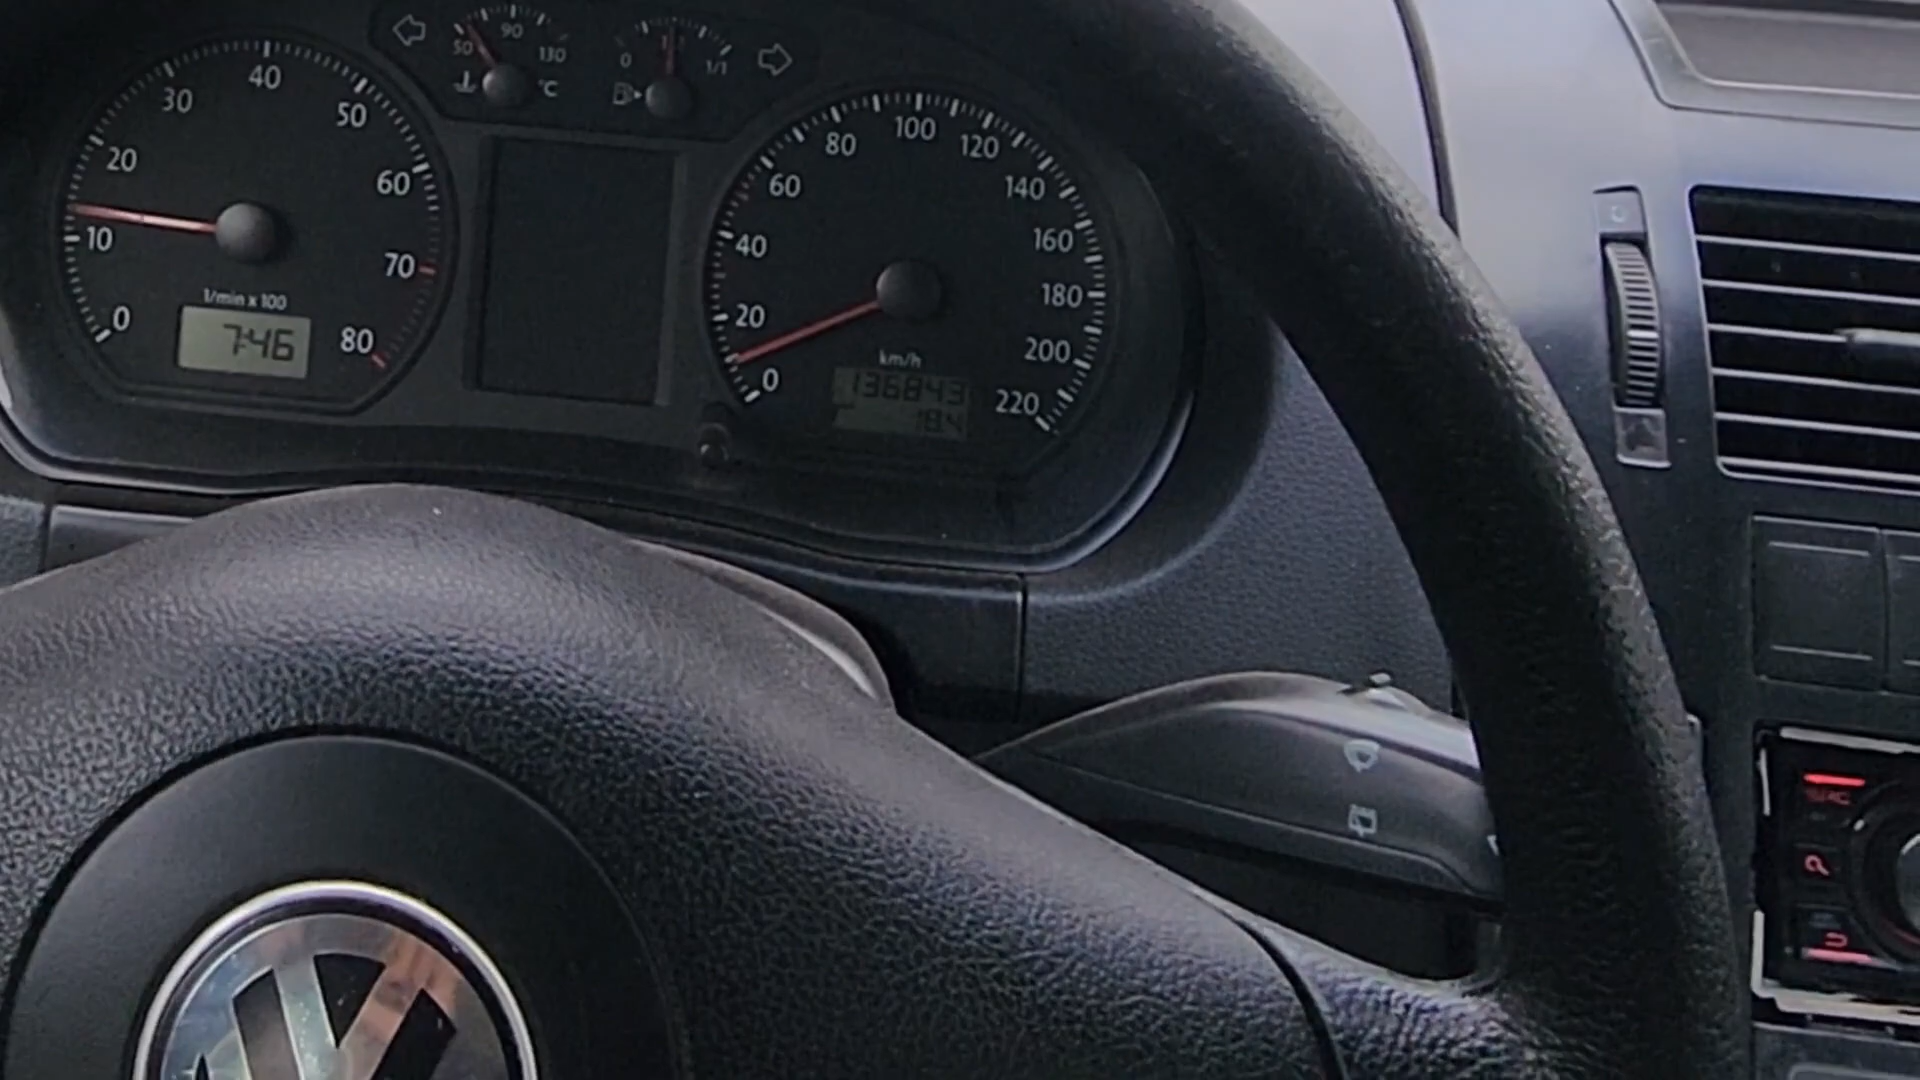 0 10 20 30 40 50 60 70 80
1/min x 100
7:46
50 90 130
°C
0 1/1
0 20 40 60 80 100 120 140 160 180 200 220
km/h
136843
18.4